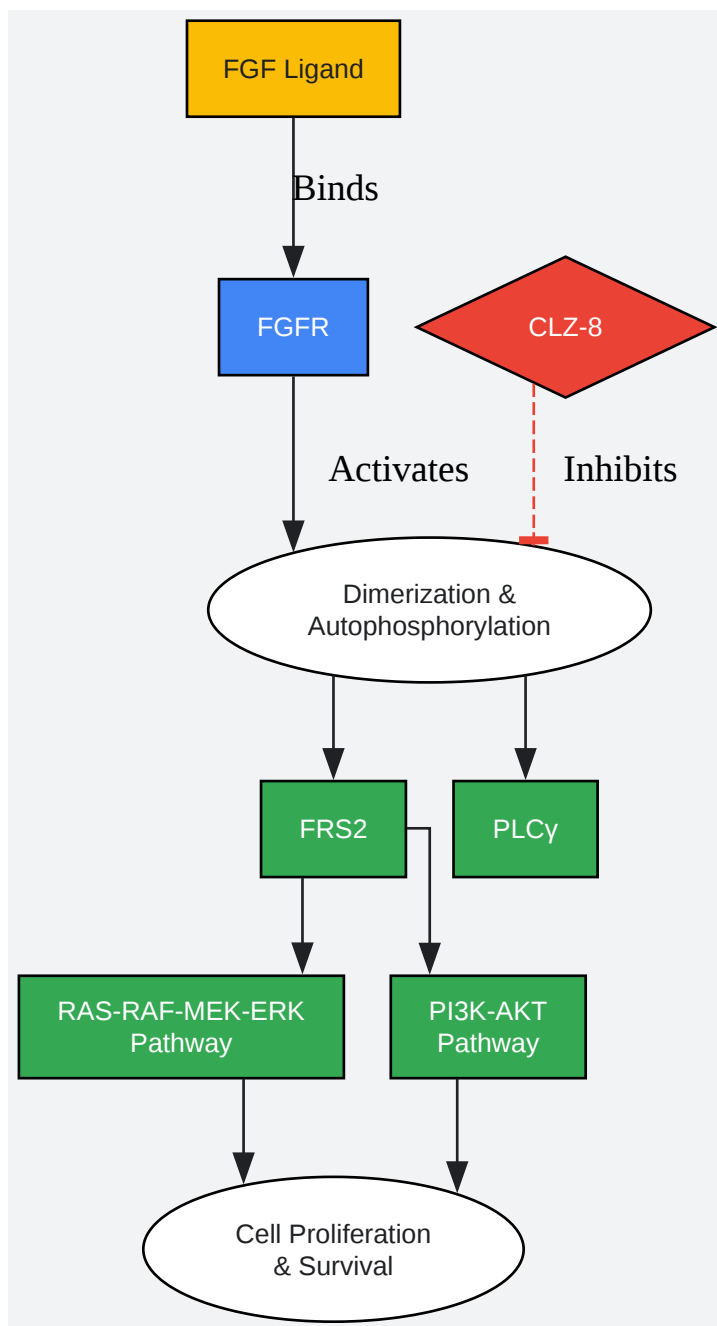 FGF Ligand
Binds
FGFR
CLZ-8
Activates
Inhibits
Dimerization &
Autophosphorylation
FRS2
PLCγ
RAS-RAF-MEK-ERK
Pathway
PI3K-AKT
Pathway
Cell Proliferation
& Survival